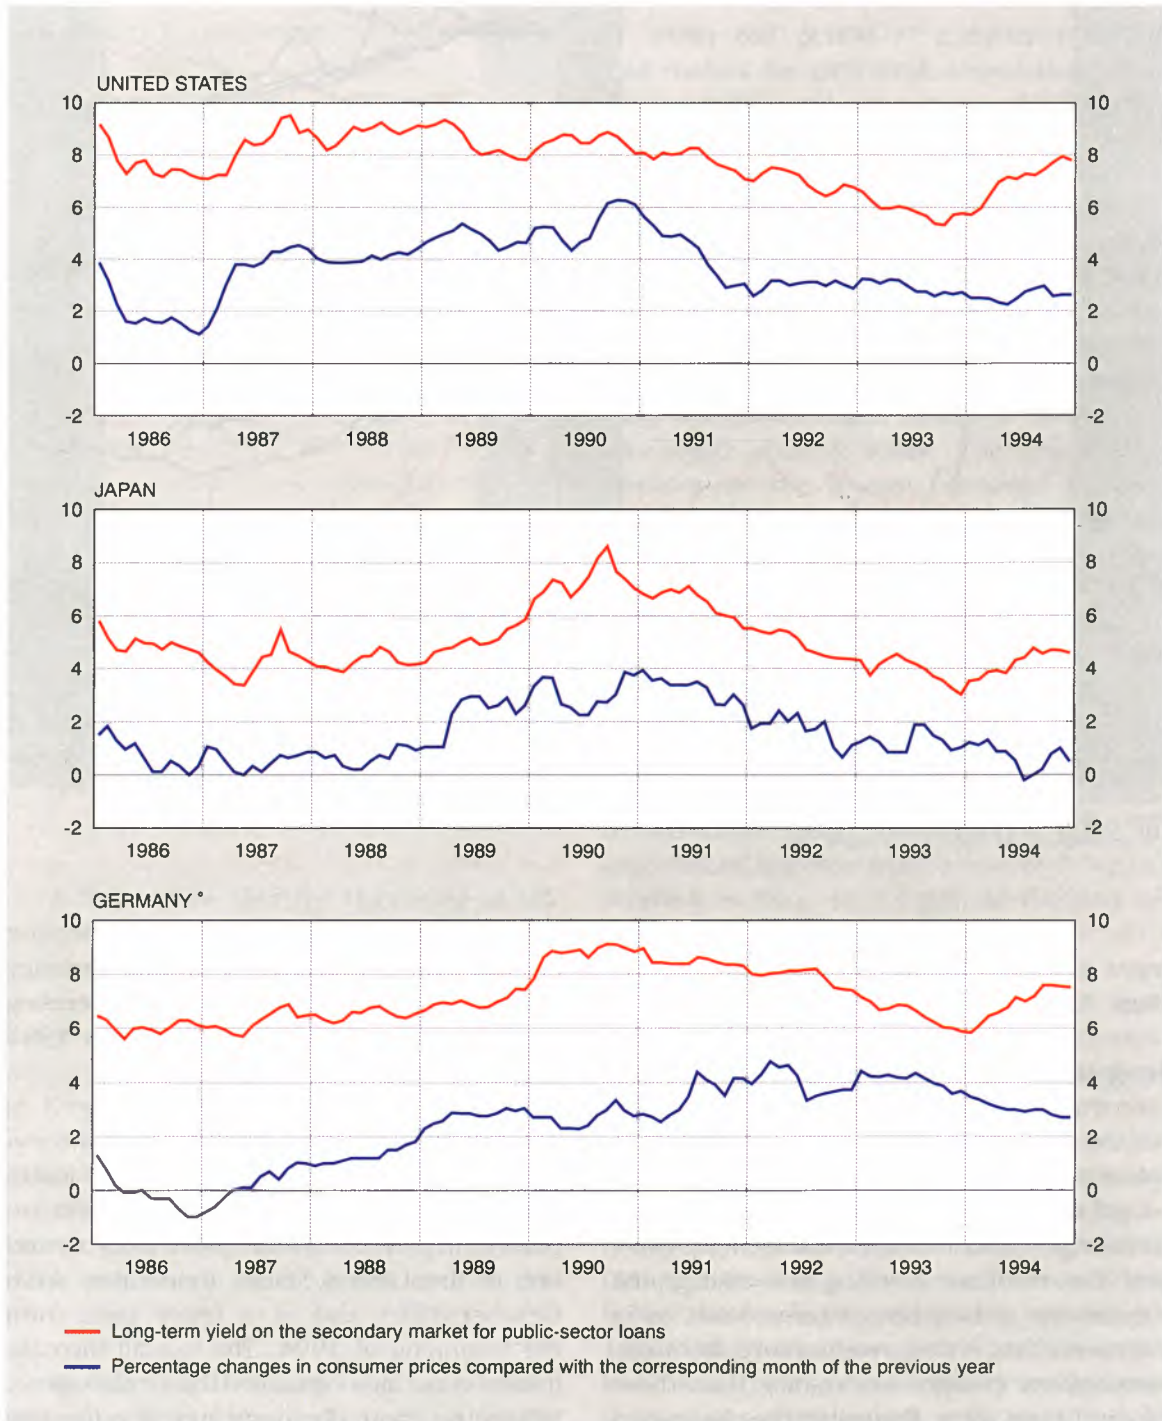 UNITED STATES
10 10
8 8
6 6
4 4
2 2
0 0
-2 -2
1986 1987 1988 1989 1990 1991 1992 1993 1994
JAPAN
10 10
8 8
6 6
4 4
2 2
0 0
-2 -2
1986 1987 1988 1989 1990 1991 1992 1993 1994
GERMANY °
10 10
8 8
6 6
4 4
2 2
0 0
-2 -2
1986 1987 1988 1989 1990 1991 1992 1993 1994
Long-term yield on the secondary market for public-sector loans
Percentage changes in consumer prices compared with the corresponding month of the previous year